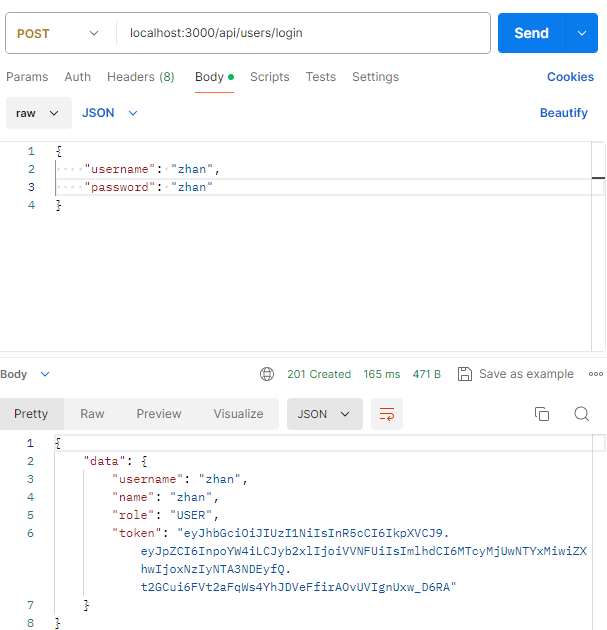 POST localhost:3000/api/users/login Send
Params Auth Headers (8) Body Scripts Tests Settings Cookies
raw JSON Beautify
1 {
2 "username": "zhan",
3 "password": "zhan"
4 }
Body 201 Created 165 ms 471 B Save as example
Pretty Raw Preview Visualize JSON
1 {
2 "data": {
3 "username": "zhan",
4 "name": "zhan",
5 "role": "USER",
6 "token": "eyJhbGciOiJIUzI1NiIsInR5cCI6IkpXVCJ9.
eyJpZCI6InpoYW4iLCJyb2xlIjoiVVNFUiIsImlhdCI6MTcyMjUwNTYxMiwiZX
hwIjoxNzIyNTA3NDEyfQ.
t2GCui6FVt2aFqWs4YhJDVeFfirAOvUVIgnUxw_D6RA"
7 }
8 }